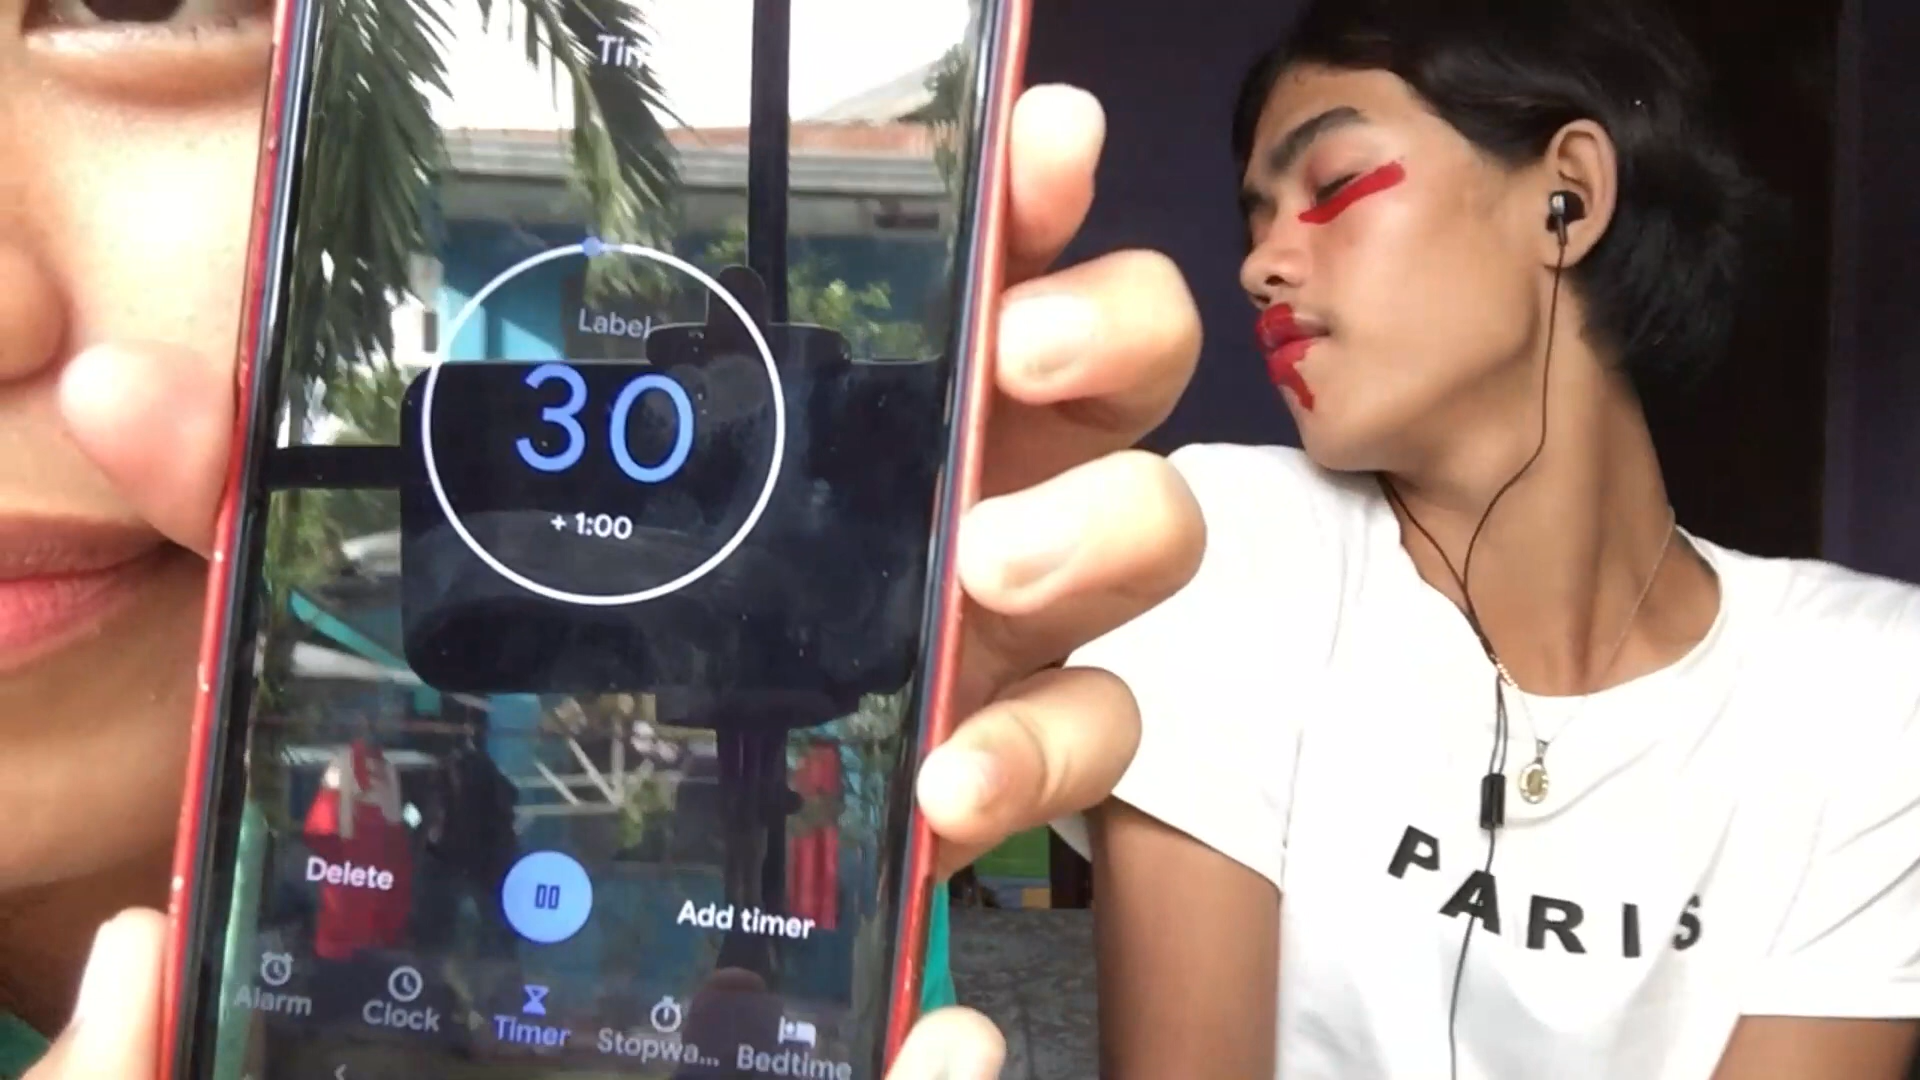 Label
30
+ 1:00
Delete
Add timer
Alarm
Clock
Timer
Stopwa...
Bedtime
PARIS